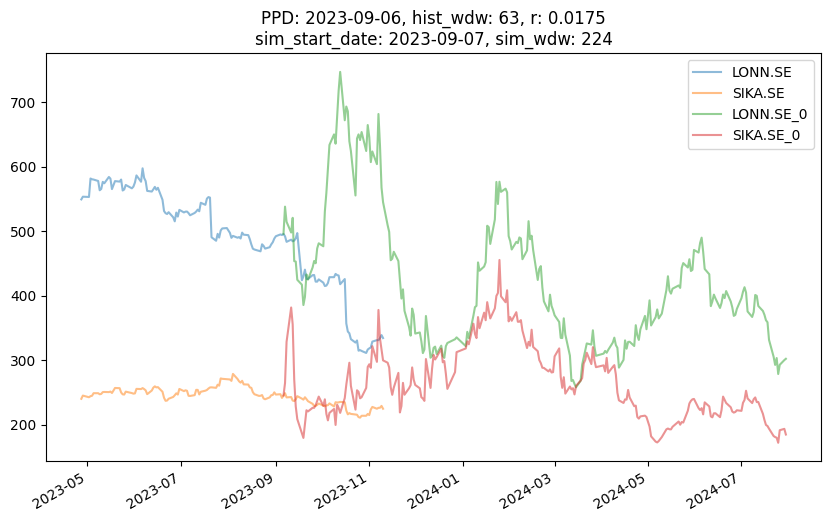 PPD: 2023-09-06, hist_wdw: 63, r: 0.0175
sim_start_date: 2023-09-07, sim_wdw: 224
LONN.SE
SIKA.SE
LONN.SE_0
SIKA.SE_0
700
600
500
400
300
200
2023-05
2023-07
2023-09
2023-11
2024-01
2024-03
2024-05
2024-07